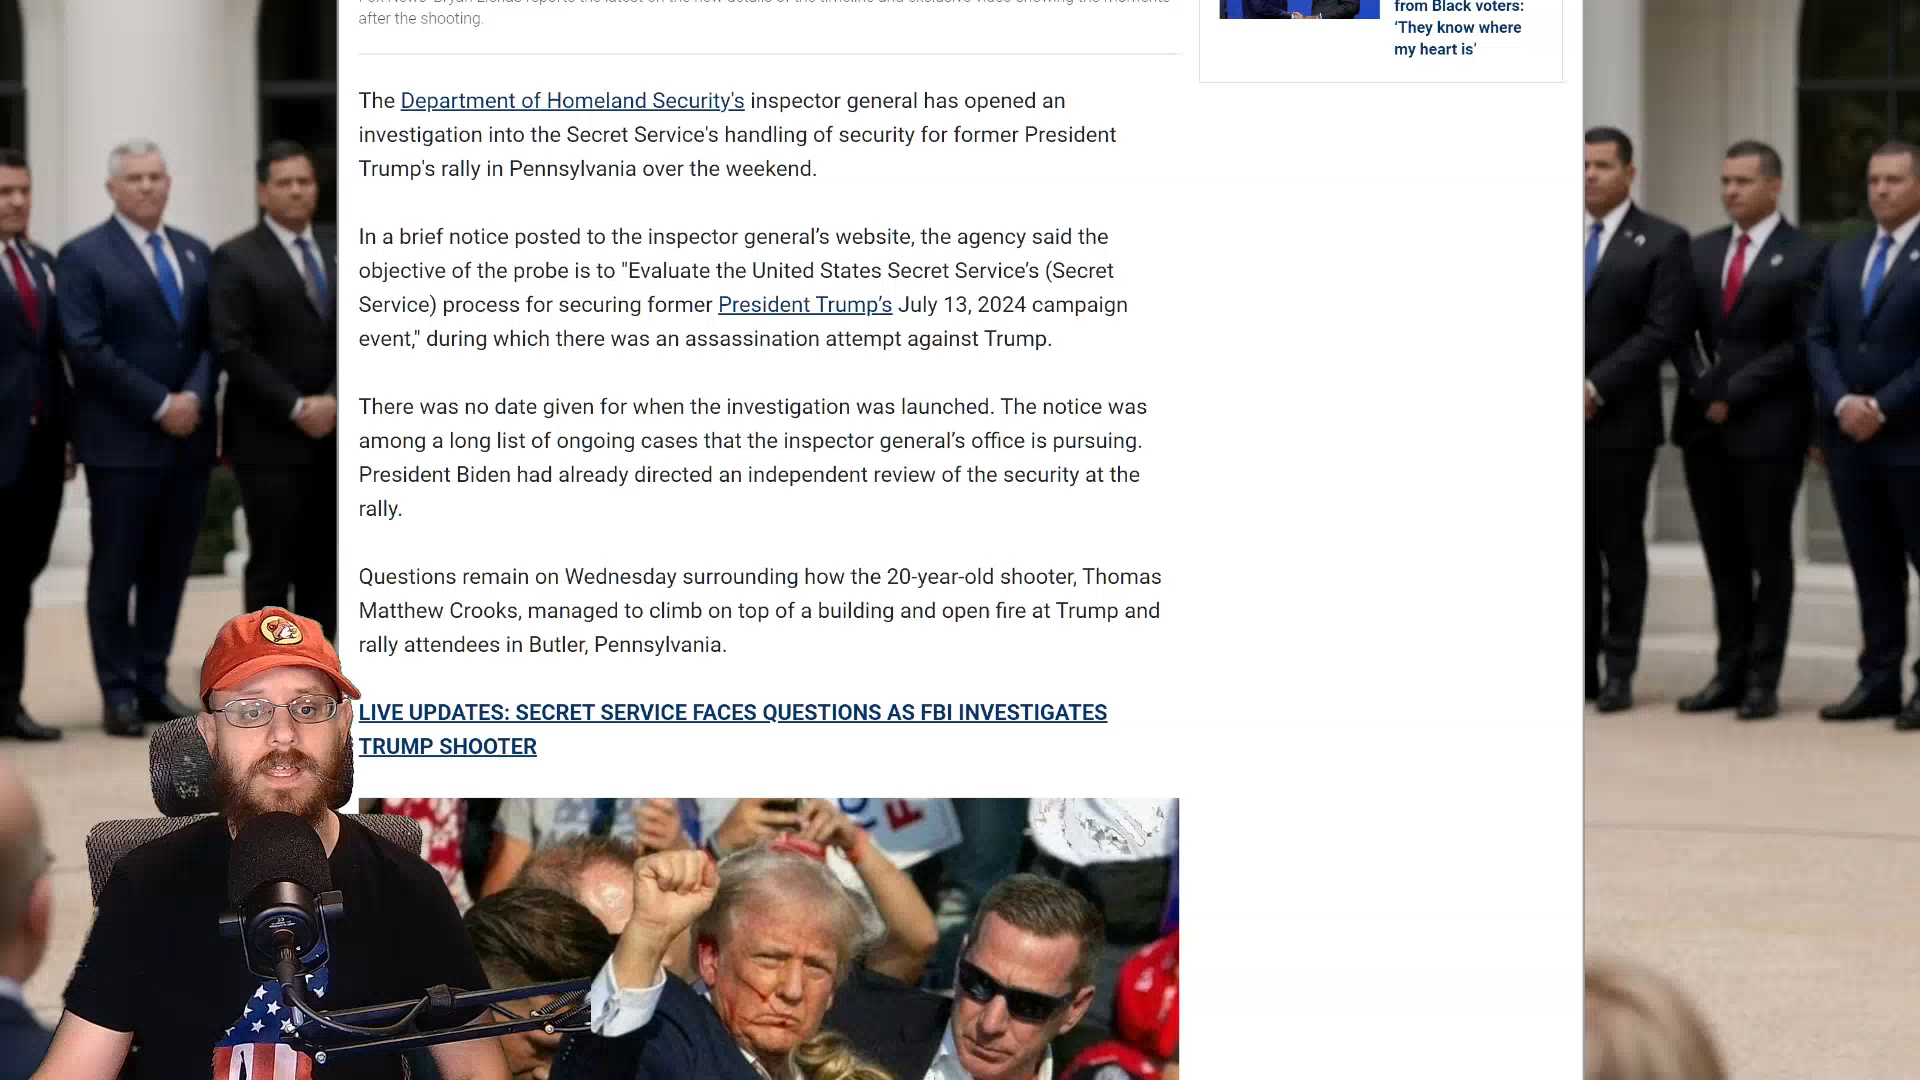 Fox News' Bryan Llenas reports the latest on the new details of the timeline and exclusive video showing the moments
after the shooting.
from Black voters:
‘They know where
my heart is’
The Department of Homeland Security's inspector general has opened an
investigation into the Secret Service's handling of security for former President
Trump's rally in Pennsylvania over the weekend.
In a brief notice posted to the inspector general’s website, the agency said the
objective of the probe is to "Evaluate the United States Secret Service’s (Secret
Service) process for securing former President Trump’s July 13, 2024 campaign
event," during which there was an assassination attempt against Trump.
There was no date given for when the investigation was launched. The notice was
among a long list of ongoing cases that the inspector general’s office is pursuing.
President Biden had already directed an independent review of the security at the
rally.
Questions remain on Wednesday surrounding how the 20-year-old shooter, Thomas
Matthew Crooks, managed to climb on top of a building and open fire at Trump and
rally attendees in Butler, Pennsylvania.
LIVE UPDATES: SECRET SERVICE FACES QUESTIONS AS FBI INVESTIGATES
TRUMP SHOOTER